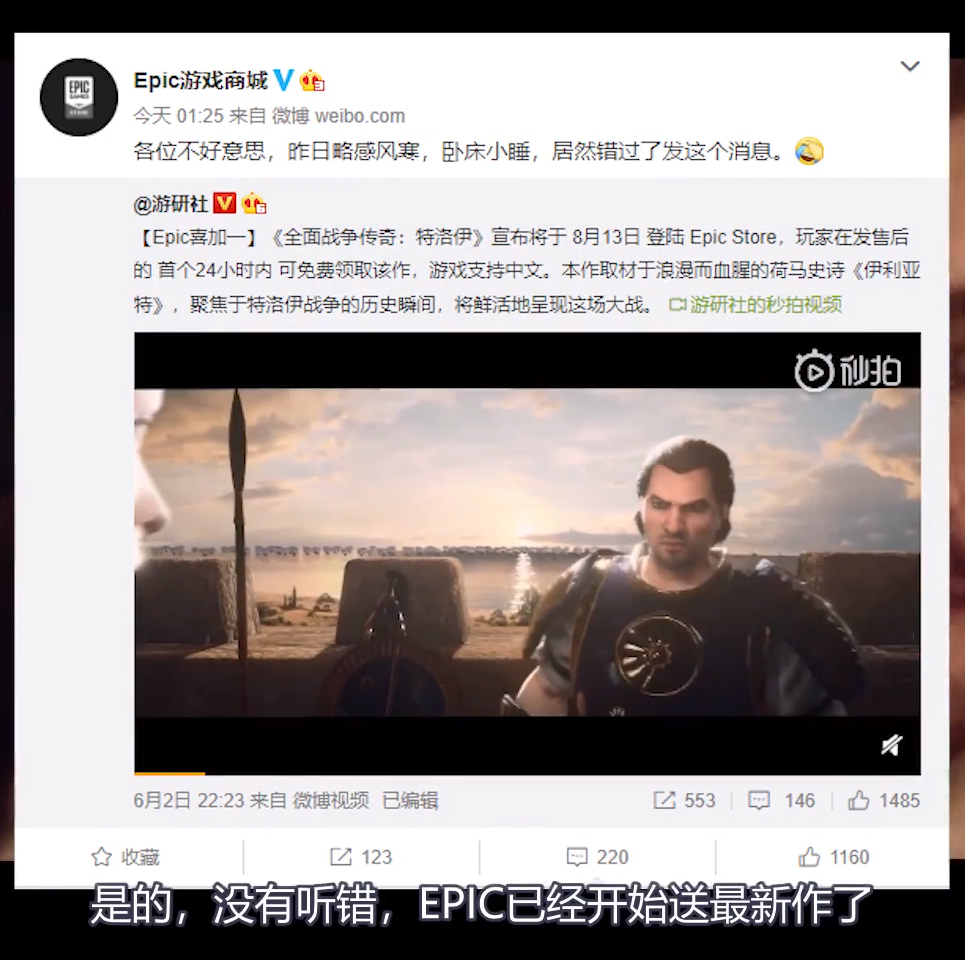 EPIC
GAMES
Epic游戏商城
今天 01:25 来自 微博 weibo.com
各位不好意思，昨日略感风寒，卧床小睡，居然错过了发这个消息。
@游研社
【Epic喜加一】《全面战争传奇：特洛伊》宣布将于 8月13日 登陆 Epic Store，玩家在发售后
的 首个24小时内 可免费领取该作，游戏支持中文。本作取材于浪漫而血腥的荷马史诗《伊利亚
特》，聚焦于特洛伊战争的历史瞬间，将鲜活地呈现这场大战。 游研社的秒拍视频
秒拍
6月2日 22:23 来自 微博视频 已编辑 553 146 1485
收藏 123 220 1160
是的，没有听错，EPIC已经开始送最新作了